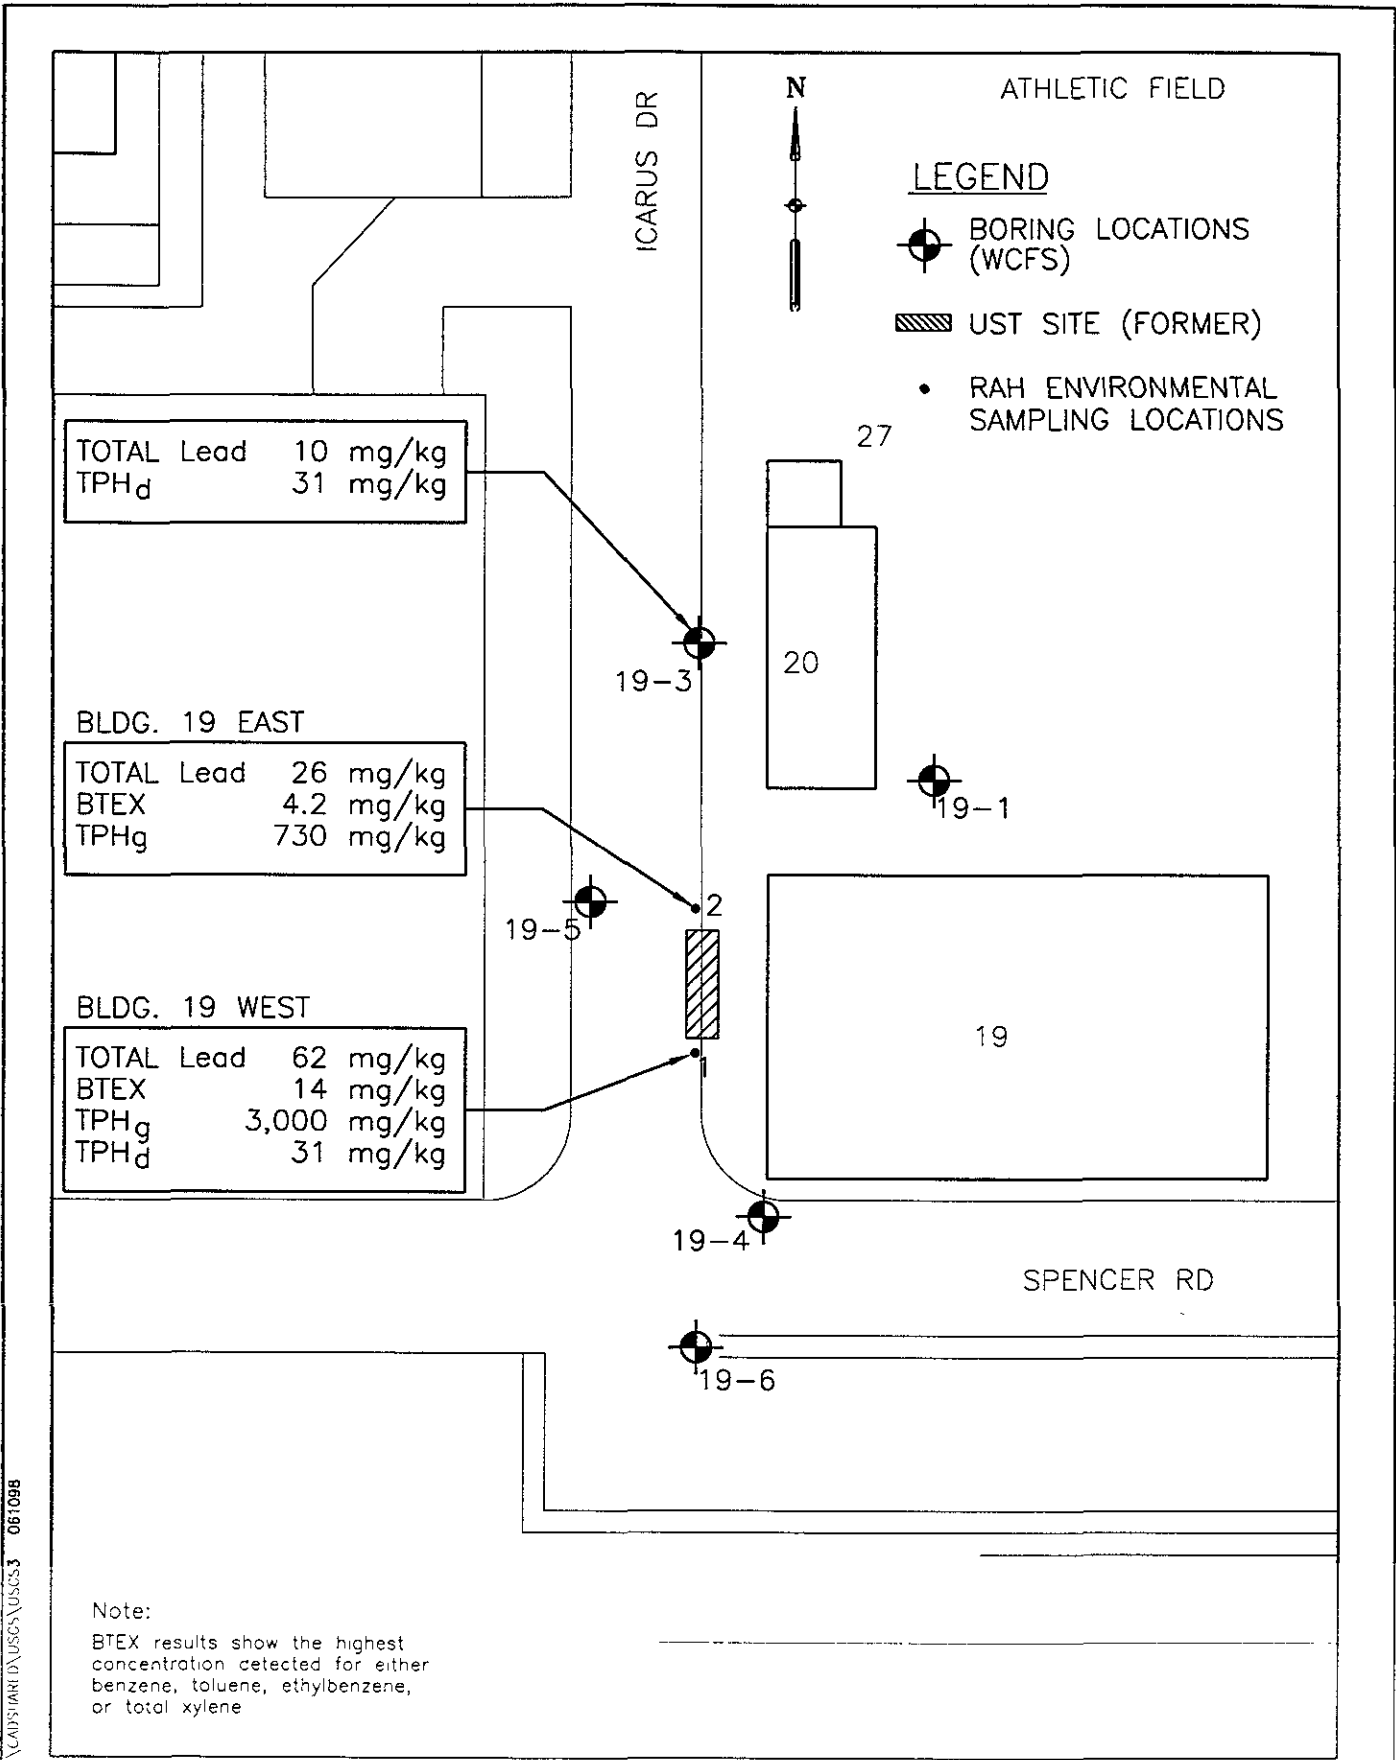 ATHLETIC FIELD
N
ICARUS DR
LEGEND
BORING LOCATIONS
(WCFS)
UST SITE (FORMER)
RAH ENVIRONMENTAL
SAMPLING LOCATIONS
27
TOTAL Lead 10 mg/kg
TPHd 31 mg/kg
19-3
20
BLDG. 19 EAST
TOTAL Lead 26 mg/kg
BTEX 4.2 mg/kg
TPHg 730 mg/kg
19-1
2
19-5
BLDG. 19 WEST
TOTAL Lead 62 mg/kg
BTEX 14 mg/kg
TPHg 3,000 mg/kg
TPHd 31 mg/kg
1
19
19-4
SPENCER RD
19-6
Note:
BTEX results show the highest
concentration detected for either
benzene, toluene, ethylbenzene,
or total xylene
061098